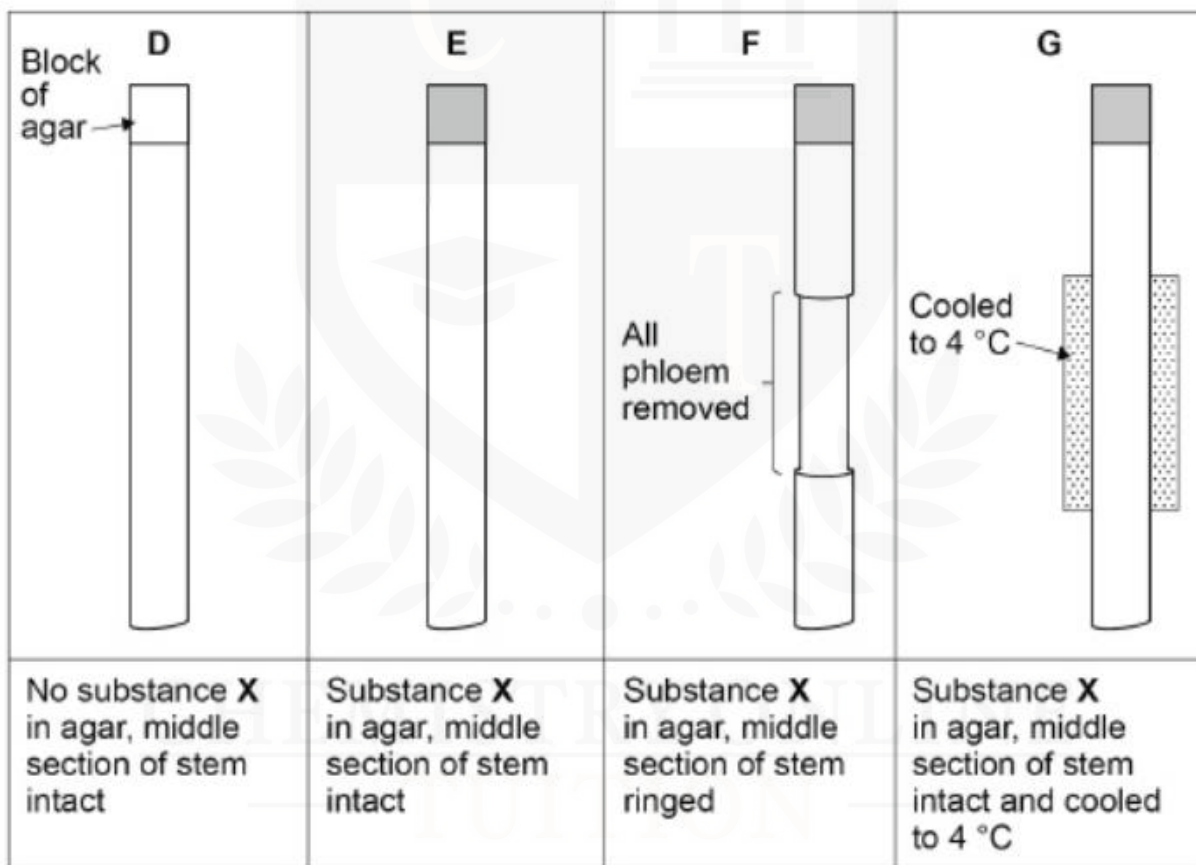 D
Block
of
agar
E
F
All
phloem
removed
G
Cooled
to 4 °C
No substance X
in agar, middle
section of stem
intact
Substance X
in agar, middle
section of stem
intact
Substance X
in agar, middle
section of stem
ringed
Substance X
in agar, middle
section of stem
intact and cooled
to 4 °C
TUITION